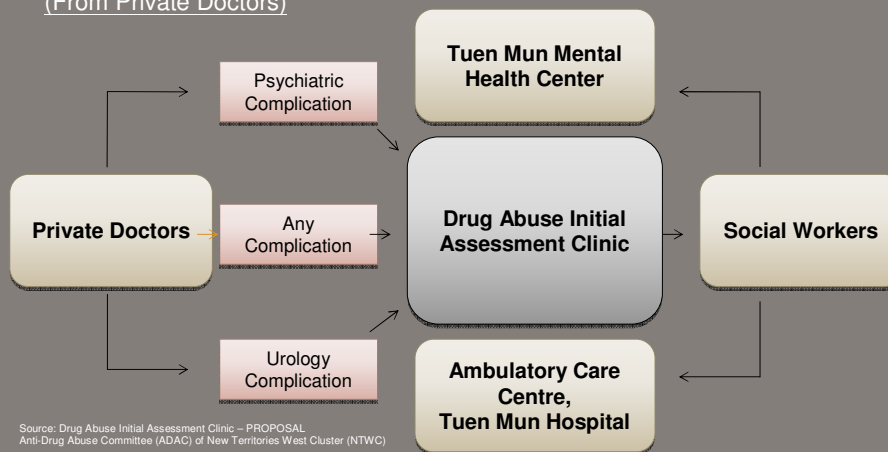 (From Private Doctors)
Tuen Mun Mental
Health Center
Psychiatric
Complication
Private Doctors
Any
Complication
Drug Abuse Initial
Assessment Clinic
Social Workers
Urology
Complication
Ambulatory Care
Centre,
Tuen Mun Hospital
Source: Drug Abuse Initial Assessment Clinic – PROPOSAL
Anti-Drug Abuse Committee (ADAC) of New Territories West Cluster (NTWC)